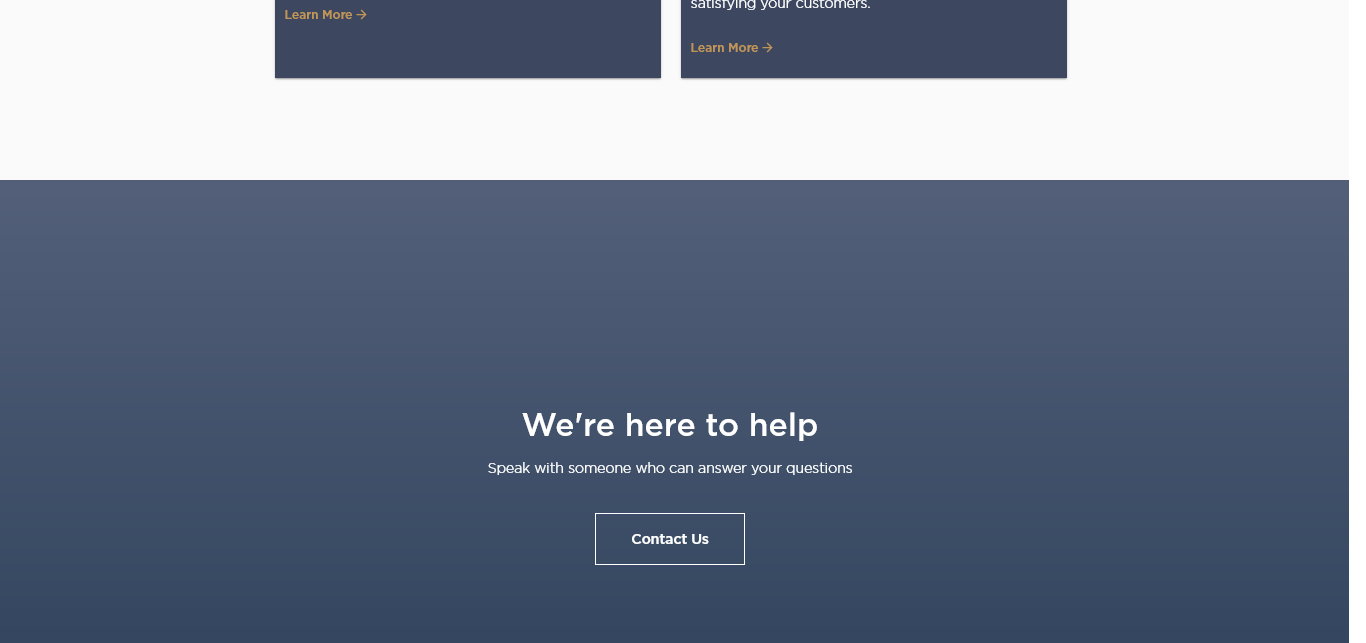 Learn More →
satisfying your customers.
Learn More →
We're here to help
Speak with someone who can answer your questions
Contact Us